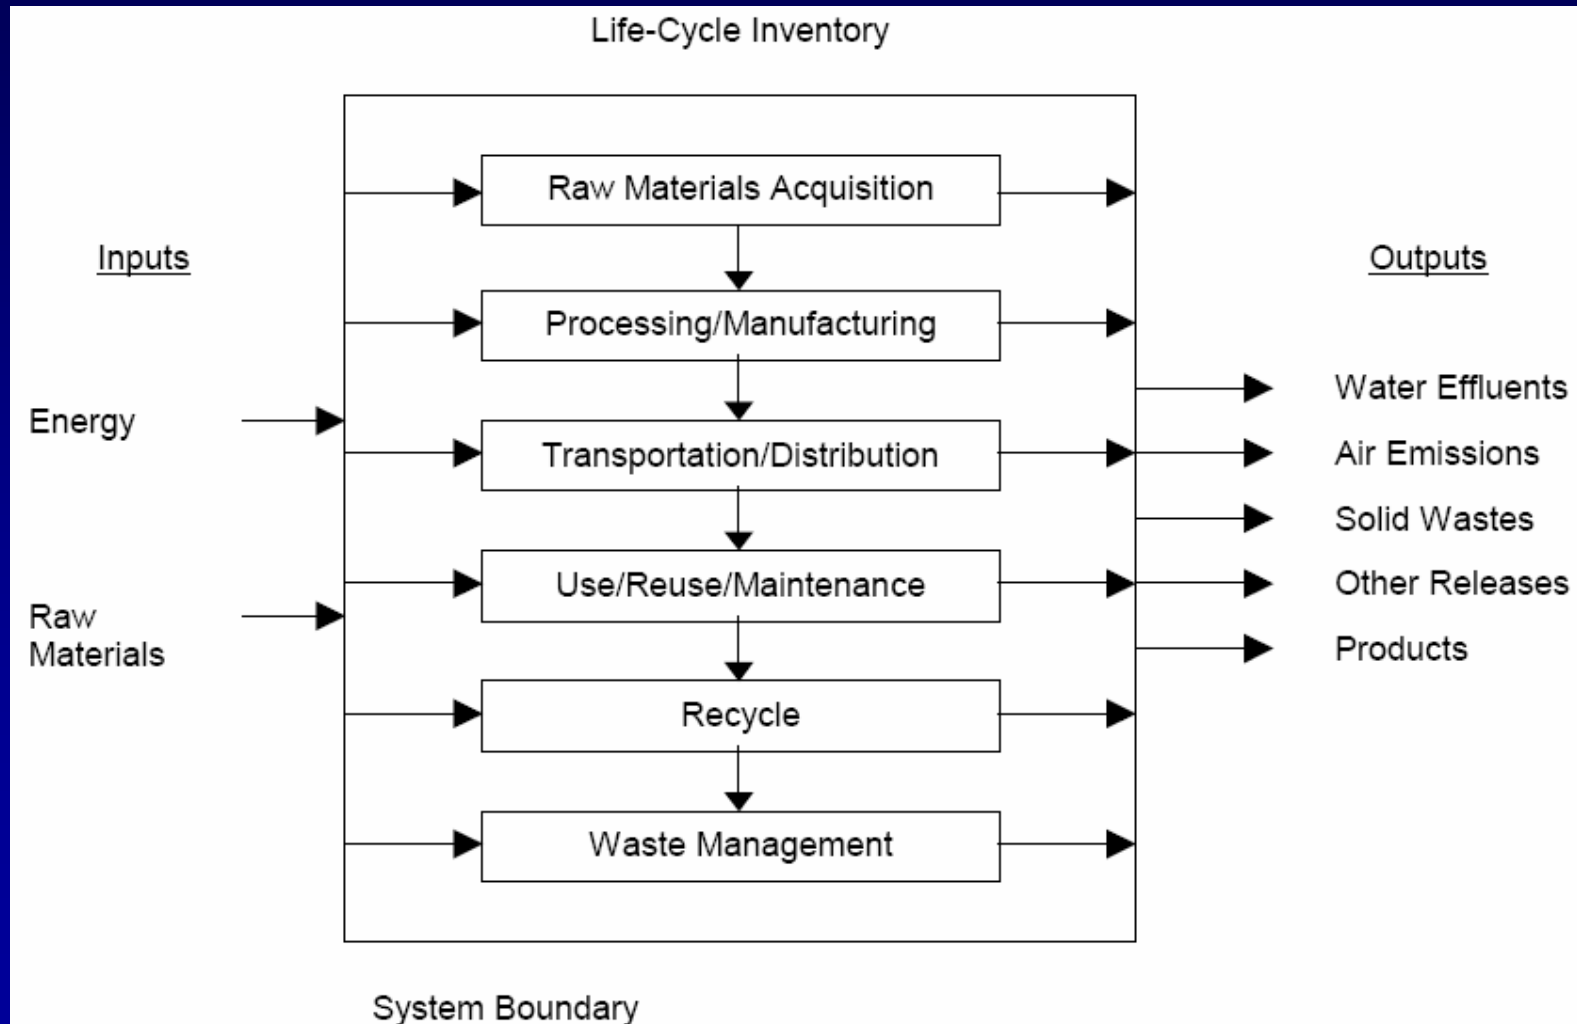 Life-Cycle Inventory
Inputs
Energy
Raw
Materials
Raw Materials Acquisition
Processing/Manufacturing
Transportation/Distribution
Use/Reuse/Maintenance
Recycle
Waste Management
Outputs
Water Effluents
Air Emissions
Solid Wastes
Other Releases
Products
System Boundary